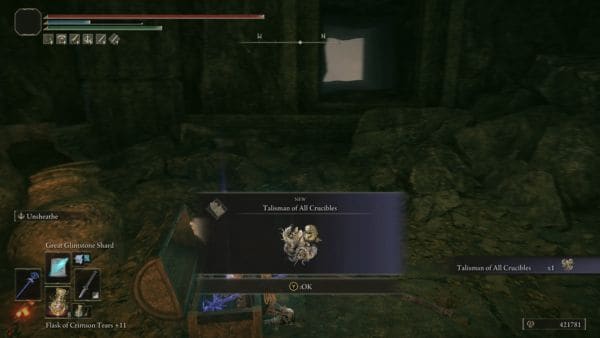 W
N
NEW
Talisman of All Crucibles
Unsheathe
Great Glintstone Shard
Talisman of All Crucibles x1
Y:OK
Flask of Crimson Tears +11
421781